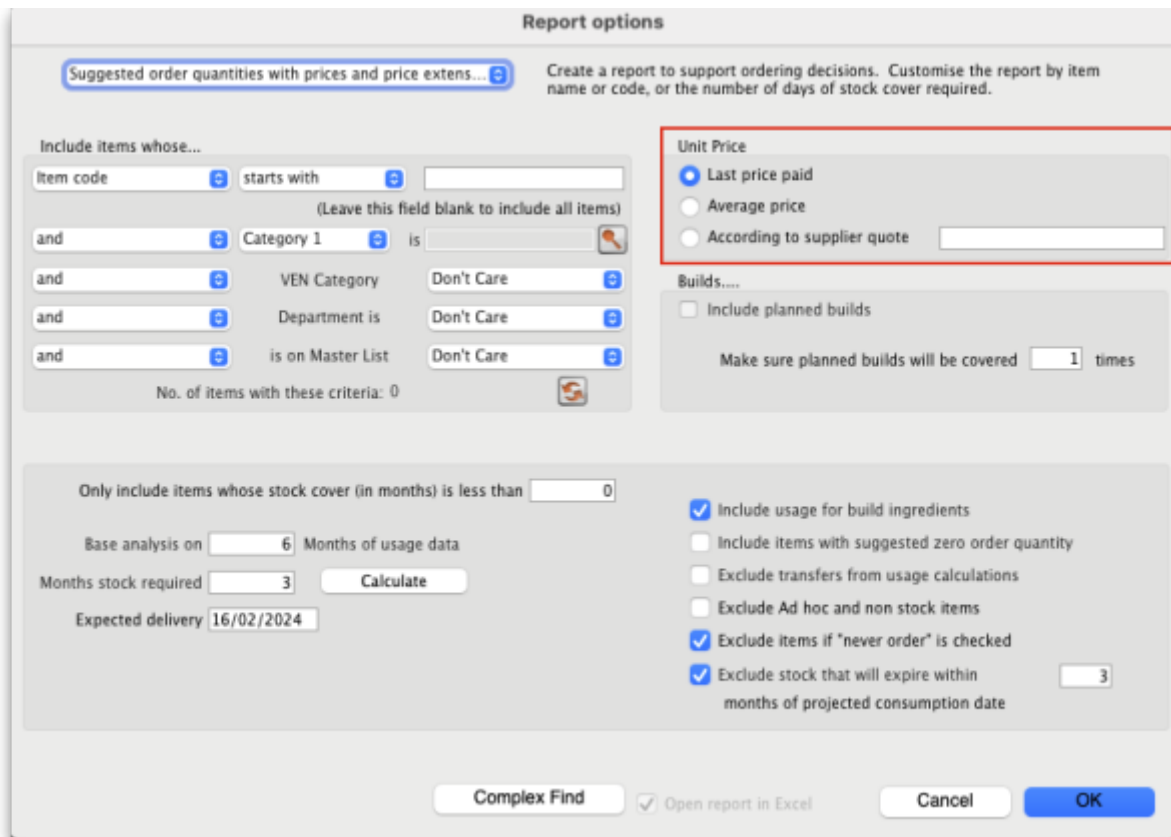 Report options
Suggested order quantities with prices and price extens...
Create a report to support ordering decisions. Customise the report by item
name or code, or the number of days of stock cover required.
Include items whose...
Item code starts with
(Leave this field blank to include all items)
and Category 1 is
and VEN Category Don't Care
and Department is Don't Care
and is on Master List Don't Care
No. of items with these criteria: 0
Unit Price
Last price paid
Average price
According to supplier quote
Builds....
Include planned builds
Make sure planned builds will be covered 1 times
Only include items whose stock cover (in months) is less than 0
Base analysis on 6 Months of usage data
Months stock required 3 Calculate
Expected delivery 16/02/2024
Include usage for build ingredients
Include items with suggested zero order quantity
Exclude transfers from usage calculations
Exclude Ad hoc and non stock items
Exclude items if "never order" is checked
Exclude stock that will expire within 3
months of projected consumption date
Complex Find Open report in Excel Cancel OK